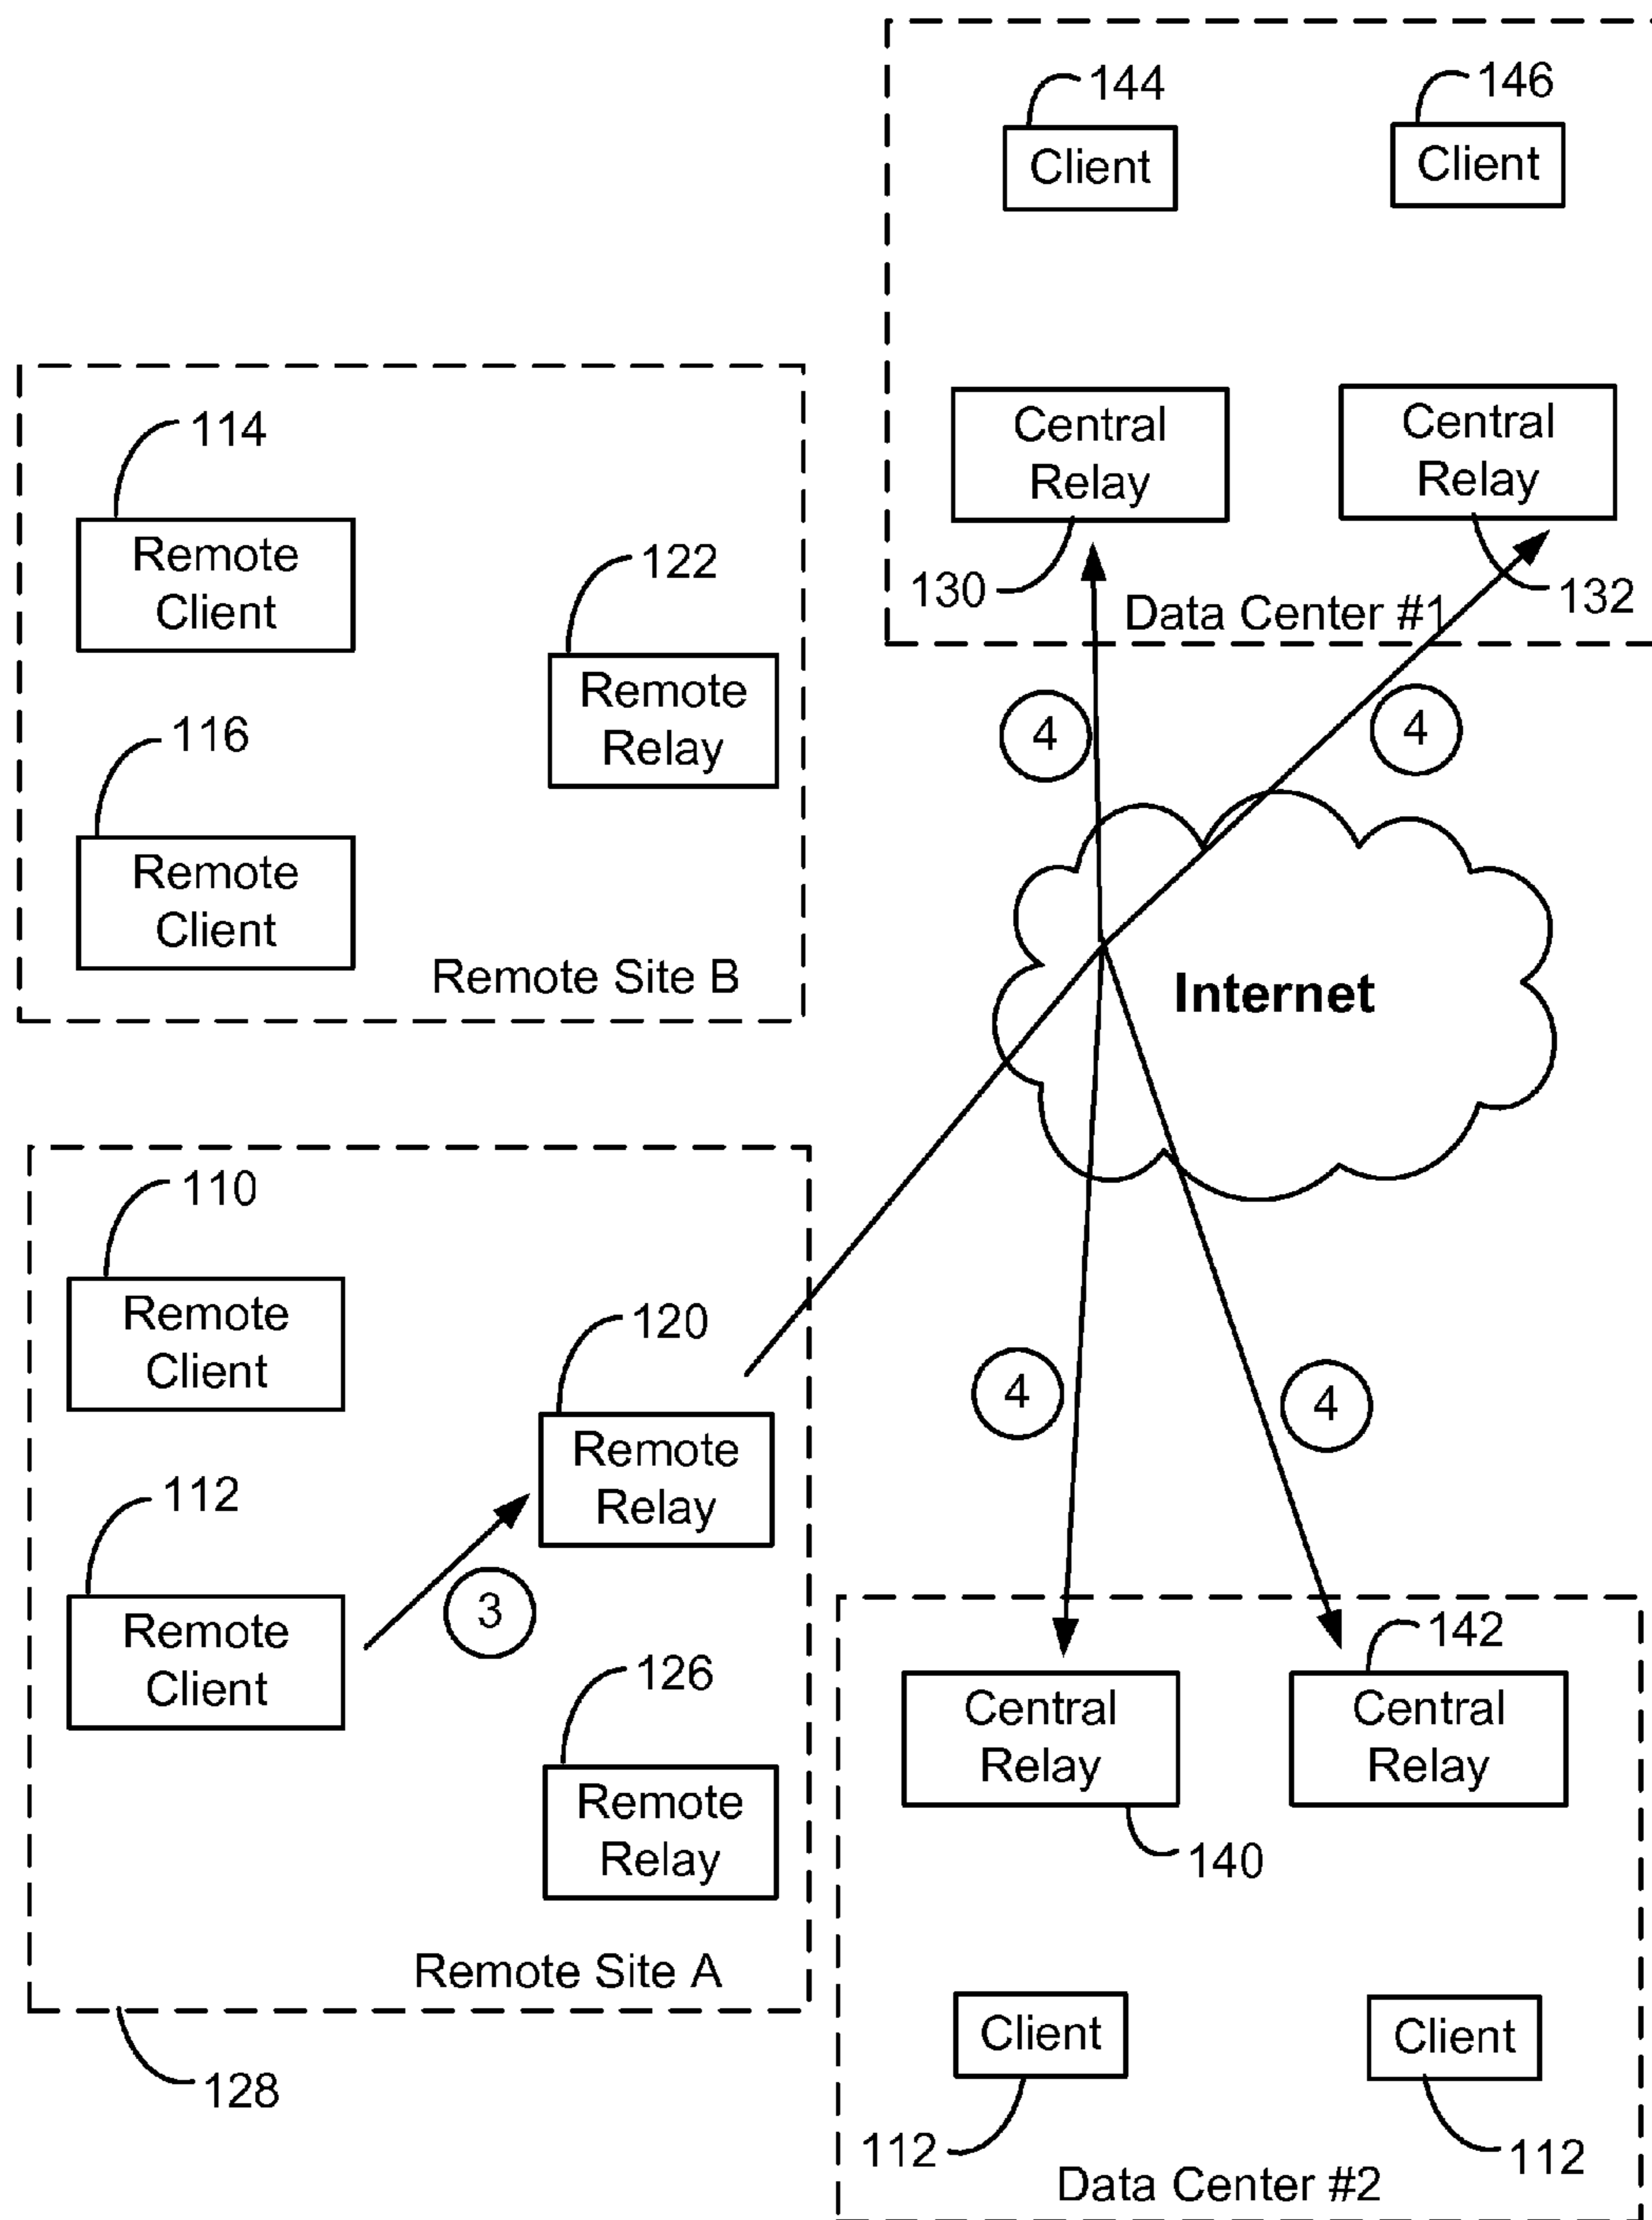 144
146
Client
Client
Central
Relay
Central
Relay
130
132
Data Center #1
114
Remote
Client
122
Remote
Relay
116
Remote
Client
Remote Site B
4
4
Internet
110
Remote
Client
120
Remote
Relay
112
Remote
Client
3
126
Remote
Relay
Remote Site A
128
4
4
142
Central
Relay
Central
Relay
140
Client
Client
112
112
Data Center #2